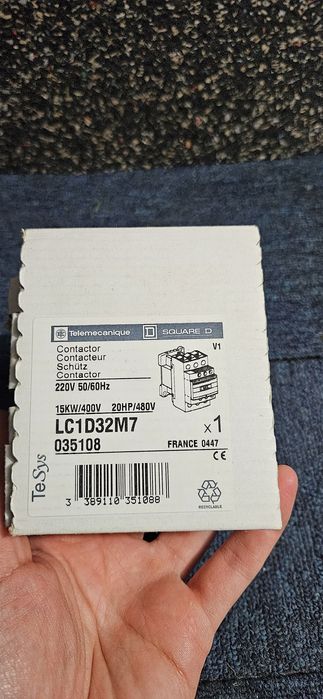 Telemecanique
SQUARE D
Contactor V1
Contacteur
Schütz
Contactor
220V 50/60Hz
15KW/400V 20HP/480V
LC1D32M7 x1
035108 FRANCE 0447
CE
TeSys
3 389110 351088
RECYCLABLE